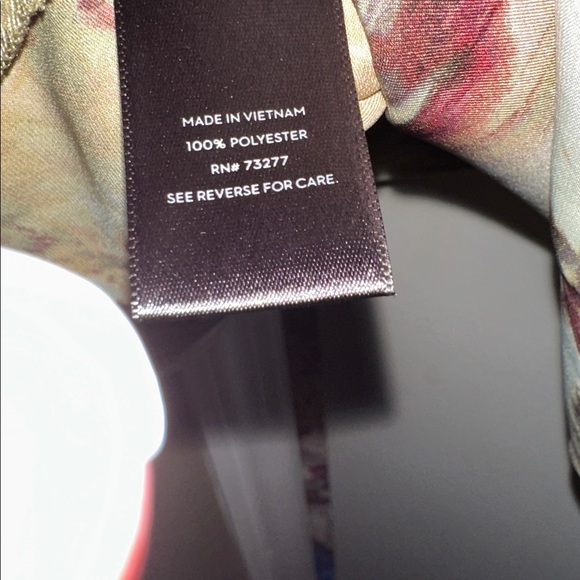 MADE IN VIETNAM
100% POLYESTER
RN# 73277
SEE REVERSE FOR CARE.